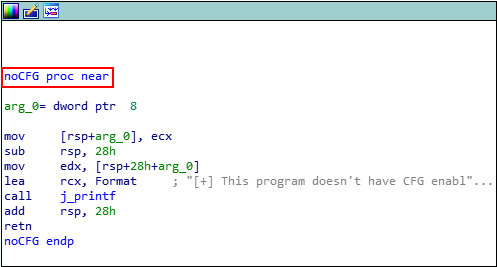 noCFG proc near
arg_0= dword ptr  8
mov     [rsp+arg_0], ecx
sub     rsp, 28h
mov     edx, [rsp+28h+arg_0]
lea     rcx, Format     ; "[+] This program doesn't have CFG enabl"...
call    j_printf
add     rsp, 28h
retn
noCFG endp